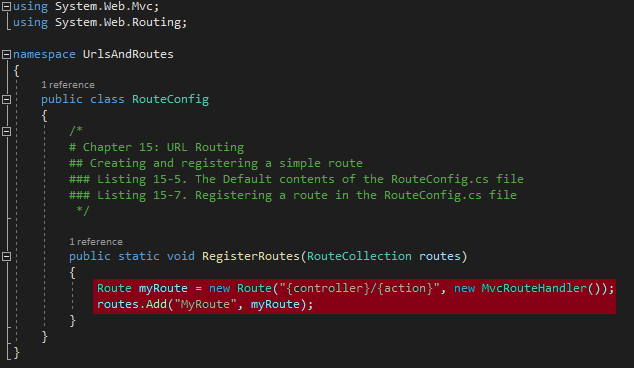 using System.Web.Mvc;
using System.Web.Routing;
namespace UrlsAndRoutes
{
1 reference
public class RouteConfig
{
/*
# Chapter 15: URL Routing
## Creating and registering a simple route
### Listing 15-5. The Default contents of the RouteConfig.cs file
### Listing 15-7. Registering a route in the RouteConfig.cs file
*/
1 reference
public static void RegisterRoutes(RouteCollection routes)
{
Route myRoute = new Route("{controller}/{action}", new MvcRouteHandler());
routes.Add("MyRoute", myRoute);
}
}
}